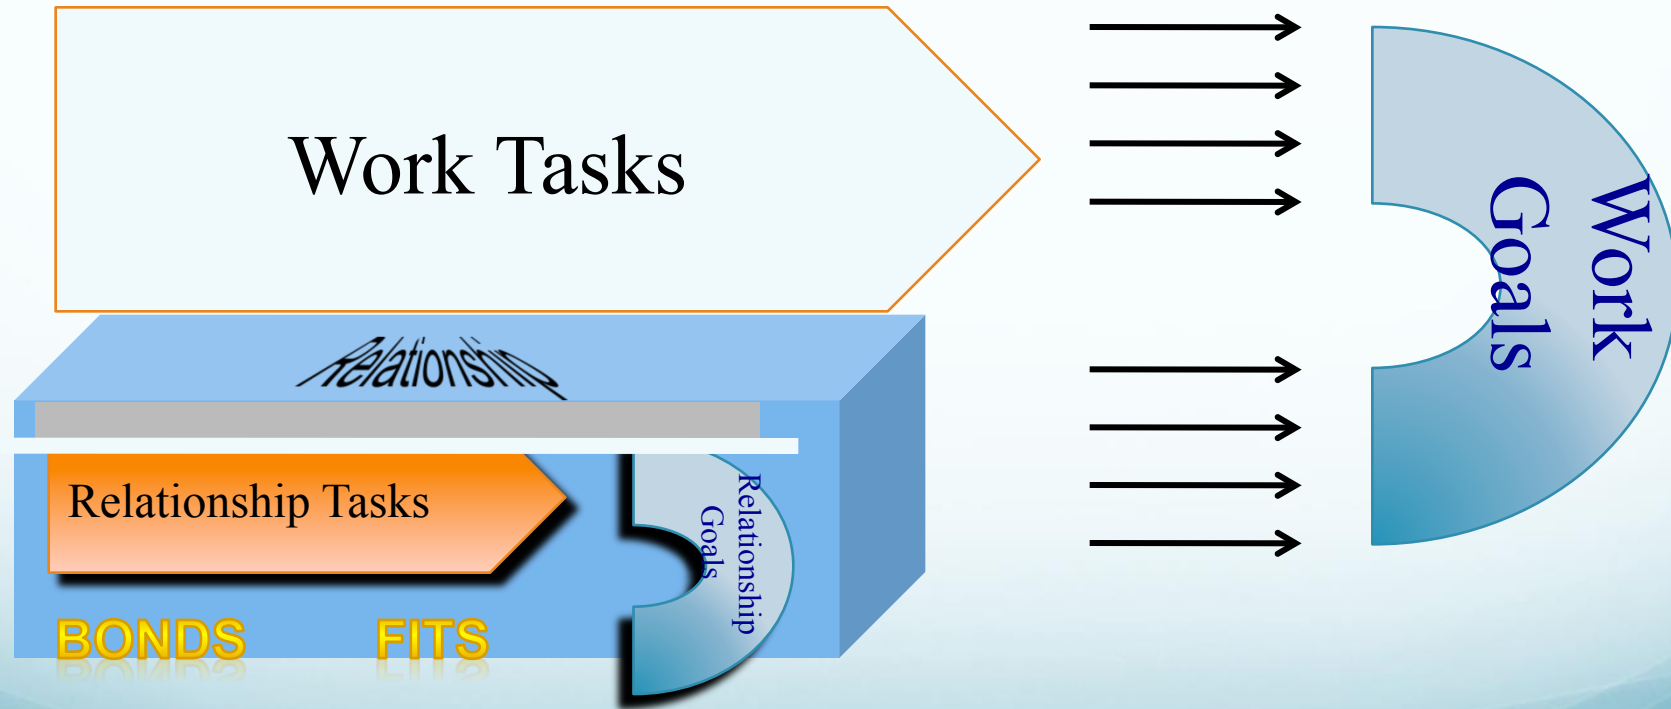 Work Tasks
Work
Goals
Relationship
Relationship Tasks
Relationship
Goals
BONDS
FITS